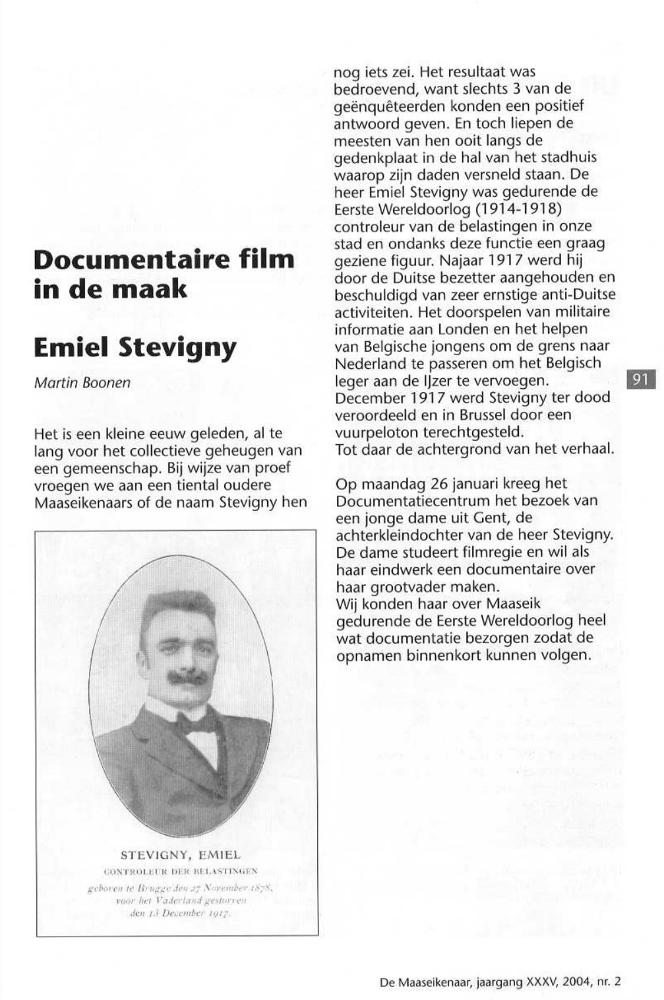 Documentaire film
in de maak
Emiel Stevigny
Martin Boonen
Het is een kleine eeuw geleden, al te
lang voor het collectieve geheugen van
een gemeenschap. Bij wijze van proef
vroegen we aan een tiental oudere
Maaseikenaars of de naam Stevigny hen
STEVIGNY, EMIEL
CONTROLEUR DER BELASTINGEN
geboren te Brugge den 27 November 1878,
voor het Vaderland gestorven
den 13 December 1917.
nog iets zei. Het resultaat was
bedroevend, want slechts 3 van de
geënquêteerden konden een positief
antwoord geven. En toch liepen de
meesten van hen ooit langs de
gedenkplaat in de hal van het stadhuis
waarop zijn daden versneld staan. De
heer Emiel Stevigny was gedurende de
Eerste Wereldoorlog (1914-1918)
controleur van de belastingen in onze
stad en ondanks deze functie een graag
geziene figuur. Najaar 1917 werd hij
door de Duitse bezetter aangehouden en
beschuldigd van zeer ernstige anti-Duitse
activiteiten. Het doorspelen van militaire
informatie aan Londen en het helpen
van Belgische jongens om de grens naar
Nederland te passeren om het Belgisch
leger aan de IJzer te vervoegen.
December 1917 werd Stevigny ter dood
veroordeeld en in Brussel door een
vuurpeloton terechtgesteld.
Tot daar de achtergrond van het verhaal.
Op maandag 26 januari kreeg het
Documentatiecentrum het bezoek van
een jonge dame uit Gent, de
achterkleindochter van de heer Stevigny.
De dame studeert filmregie en wil als
haar eindwerk een documentaire over
haar grootvader maken.
Wij konden haar over Maaseik
gedurende de Eerste Wereldoorlog heel
wat documentatie bezorgen zodat de
opnamen binnenkort kunnen volgen.
91
De Maaseikenaar, jaargang XXXV, 2004, nr. 2